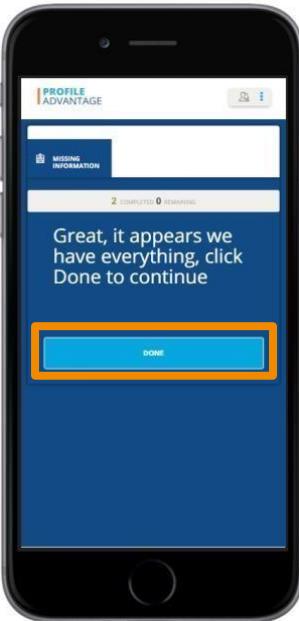 PROFILE
ADVANTAGE
MISSING
INFORMATION
2 COMPLETED 0 REMAINING
Great, it appears we
have everything, click
Done to continue
DONE